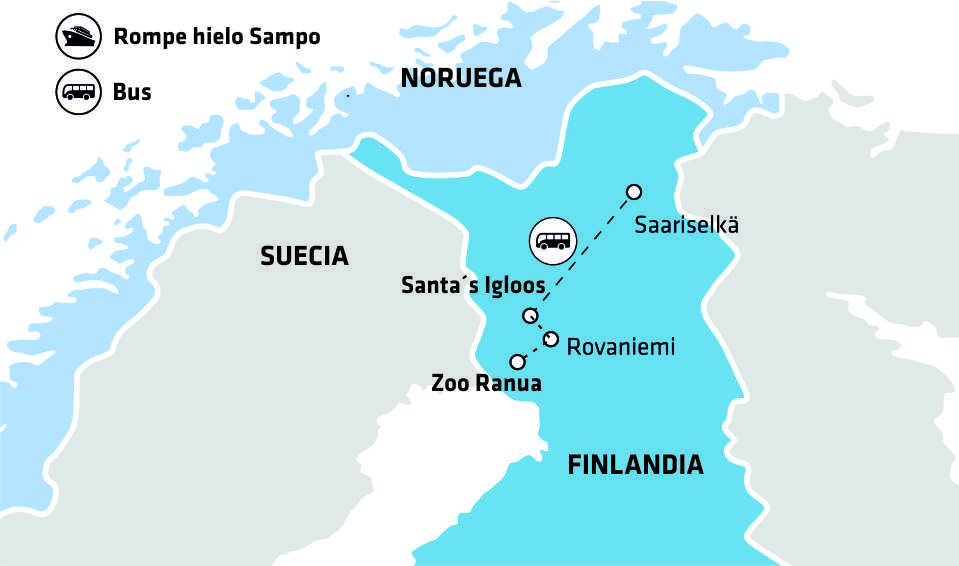 Rompe hielo Sampo
Bus
NORUEGA
Saariselkä
SUECIA
Santa´s Igloos
Rovaniemi
Zoo Ranua
FINLANDIA